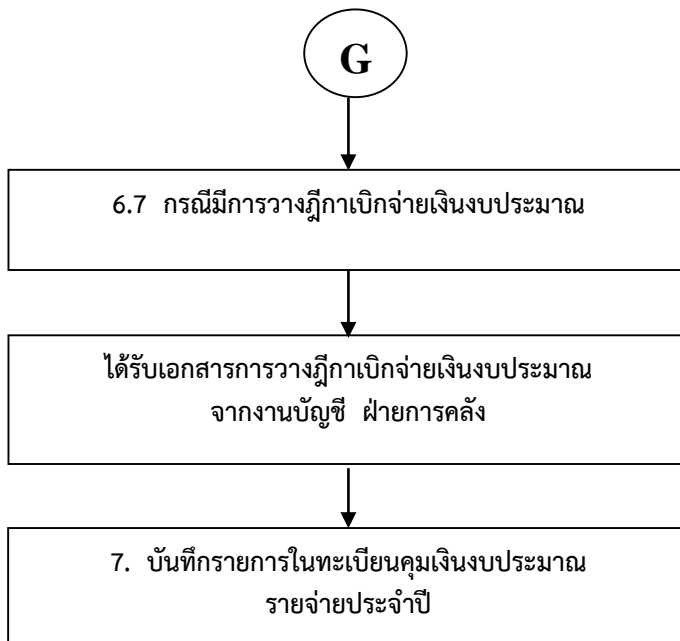 G
6.7 กรณีมีการวางฎีกาเบิกจ่ายเงินงบประมาณ
ได้รับเอกสารการวางฎีกาเบิกจ่ายเงินงบประมาณ
จากงานบัญชี ฝ่ายการคลัง
7. บันทึกรายการในทะเบียนคุมเงินงบประมาณ
รายจ่ายประจำปี